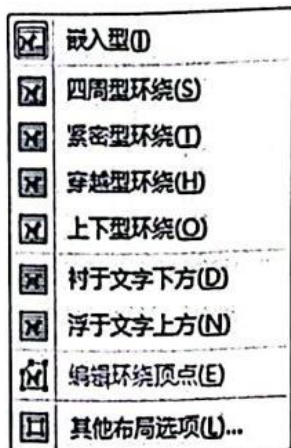 嵌入型(I)
四周型环绕(S)
紧密型环绕(T)
穿越型环绕(H)
上下型环绕(O)
衬于文字下方(D)
浮于文字上方(N)
编辑环绕顶点(E)
其他布局选项(L)...